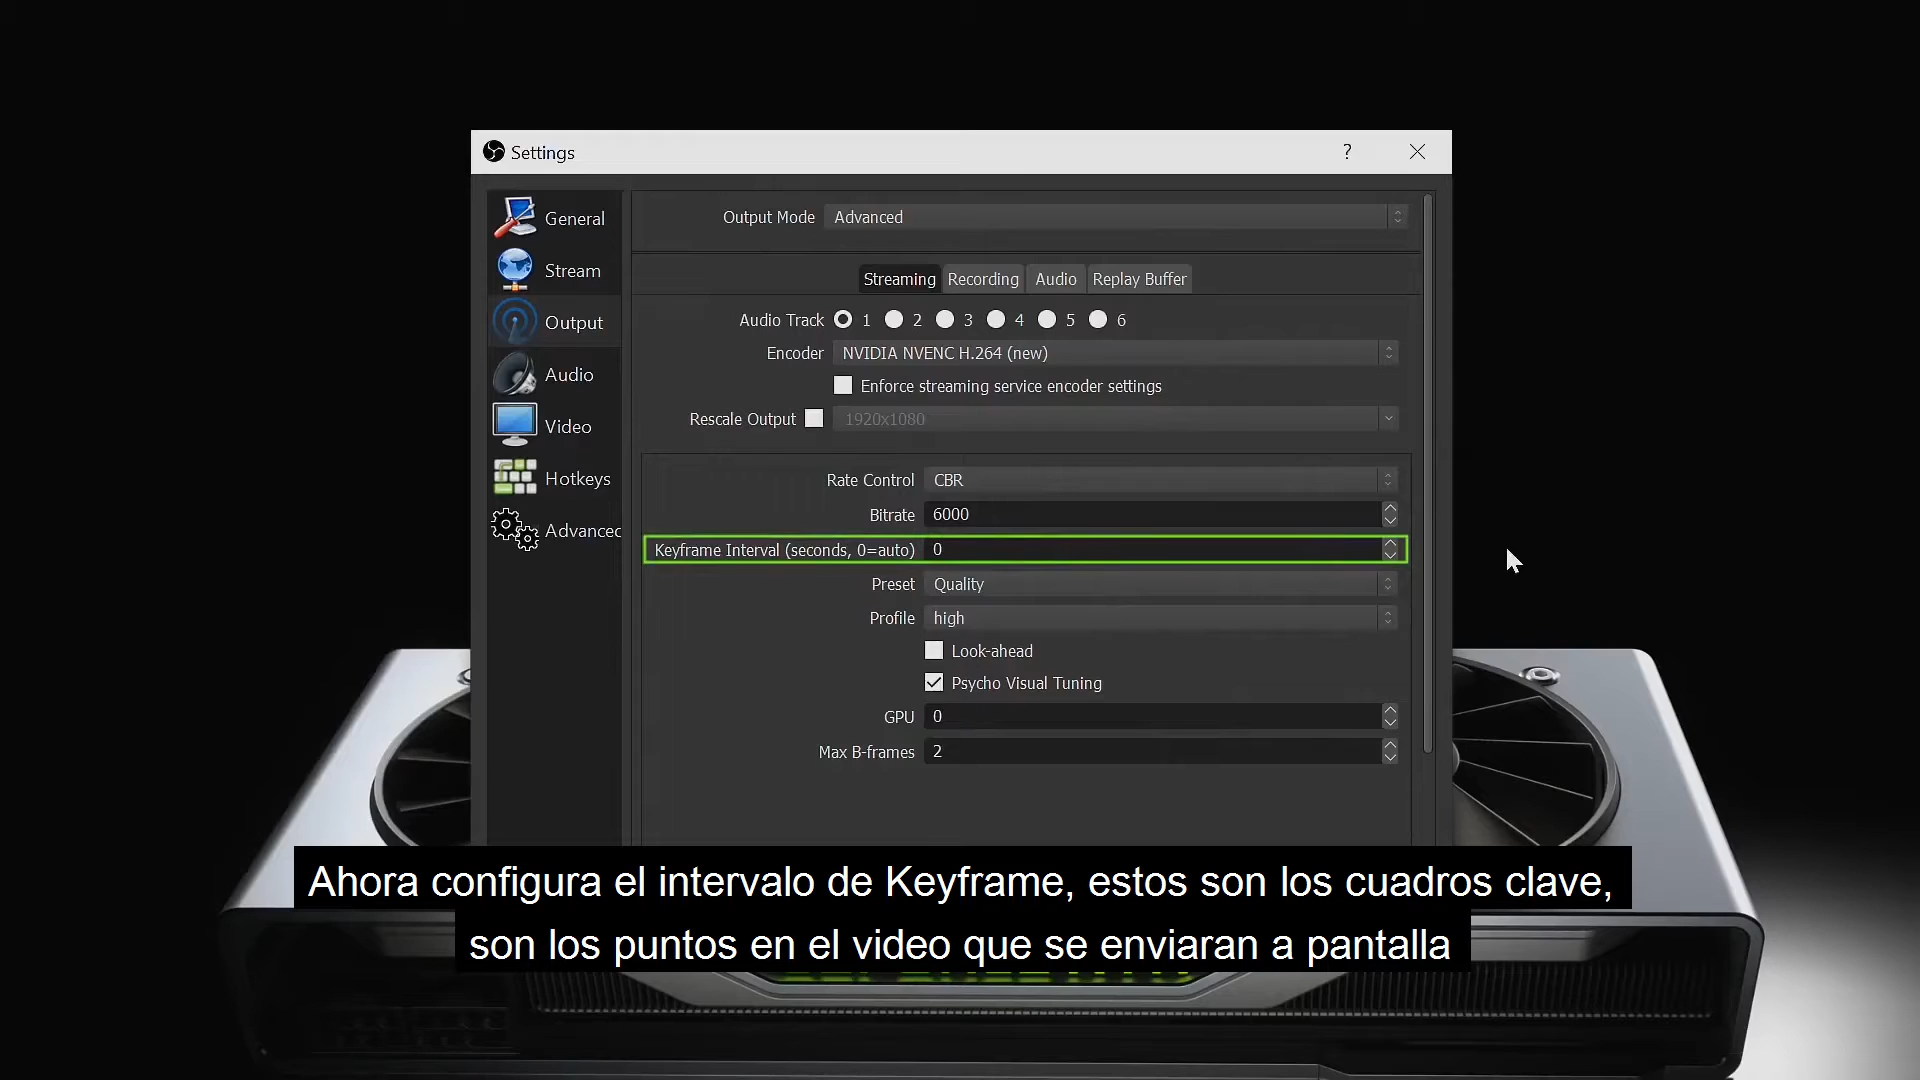 Settings
?
General
Stream
Output
Audio
Video
Hotkeys
Advanced
Output Mode Advanced
Streaming Recording Audio Replay Buffer
Audio Track 1 2 3 4 5 6
Encoder NVIDIA NVENC H.264 (new)
Enforce streaming service encoder settings
Rescale Output 1920x1080
Rate Control CBR
Bitrate 6000
Keyframe Interval (seconds, 0=auto) 0
Preset Quality
Profile high
Look-ahead
Psycho Visual Tuning
GPU 0
Max B-frames 2
Ahora configura el intervalo de Keyframe, estos son los cuadros clave,
son los puntos en el video que se enviaran a pantalla